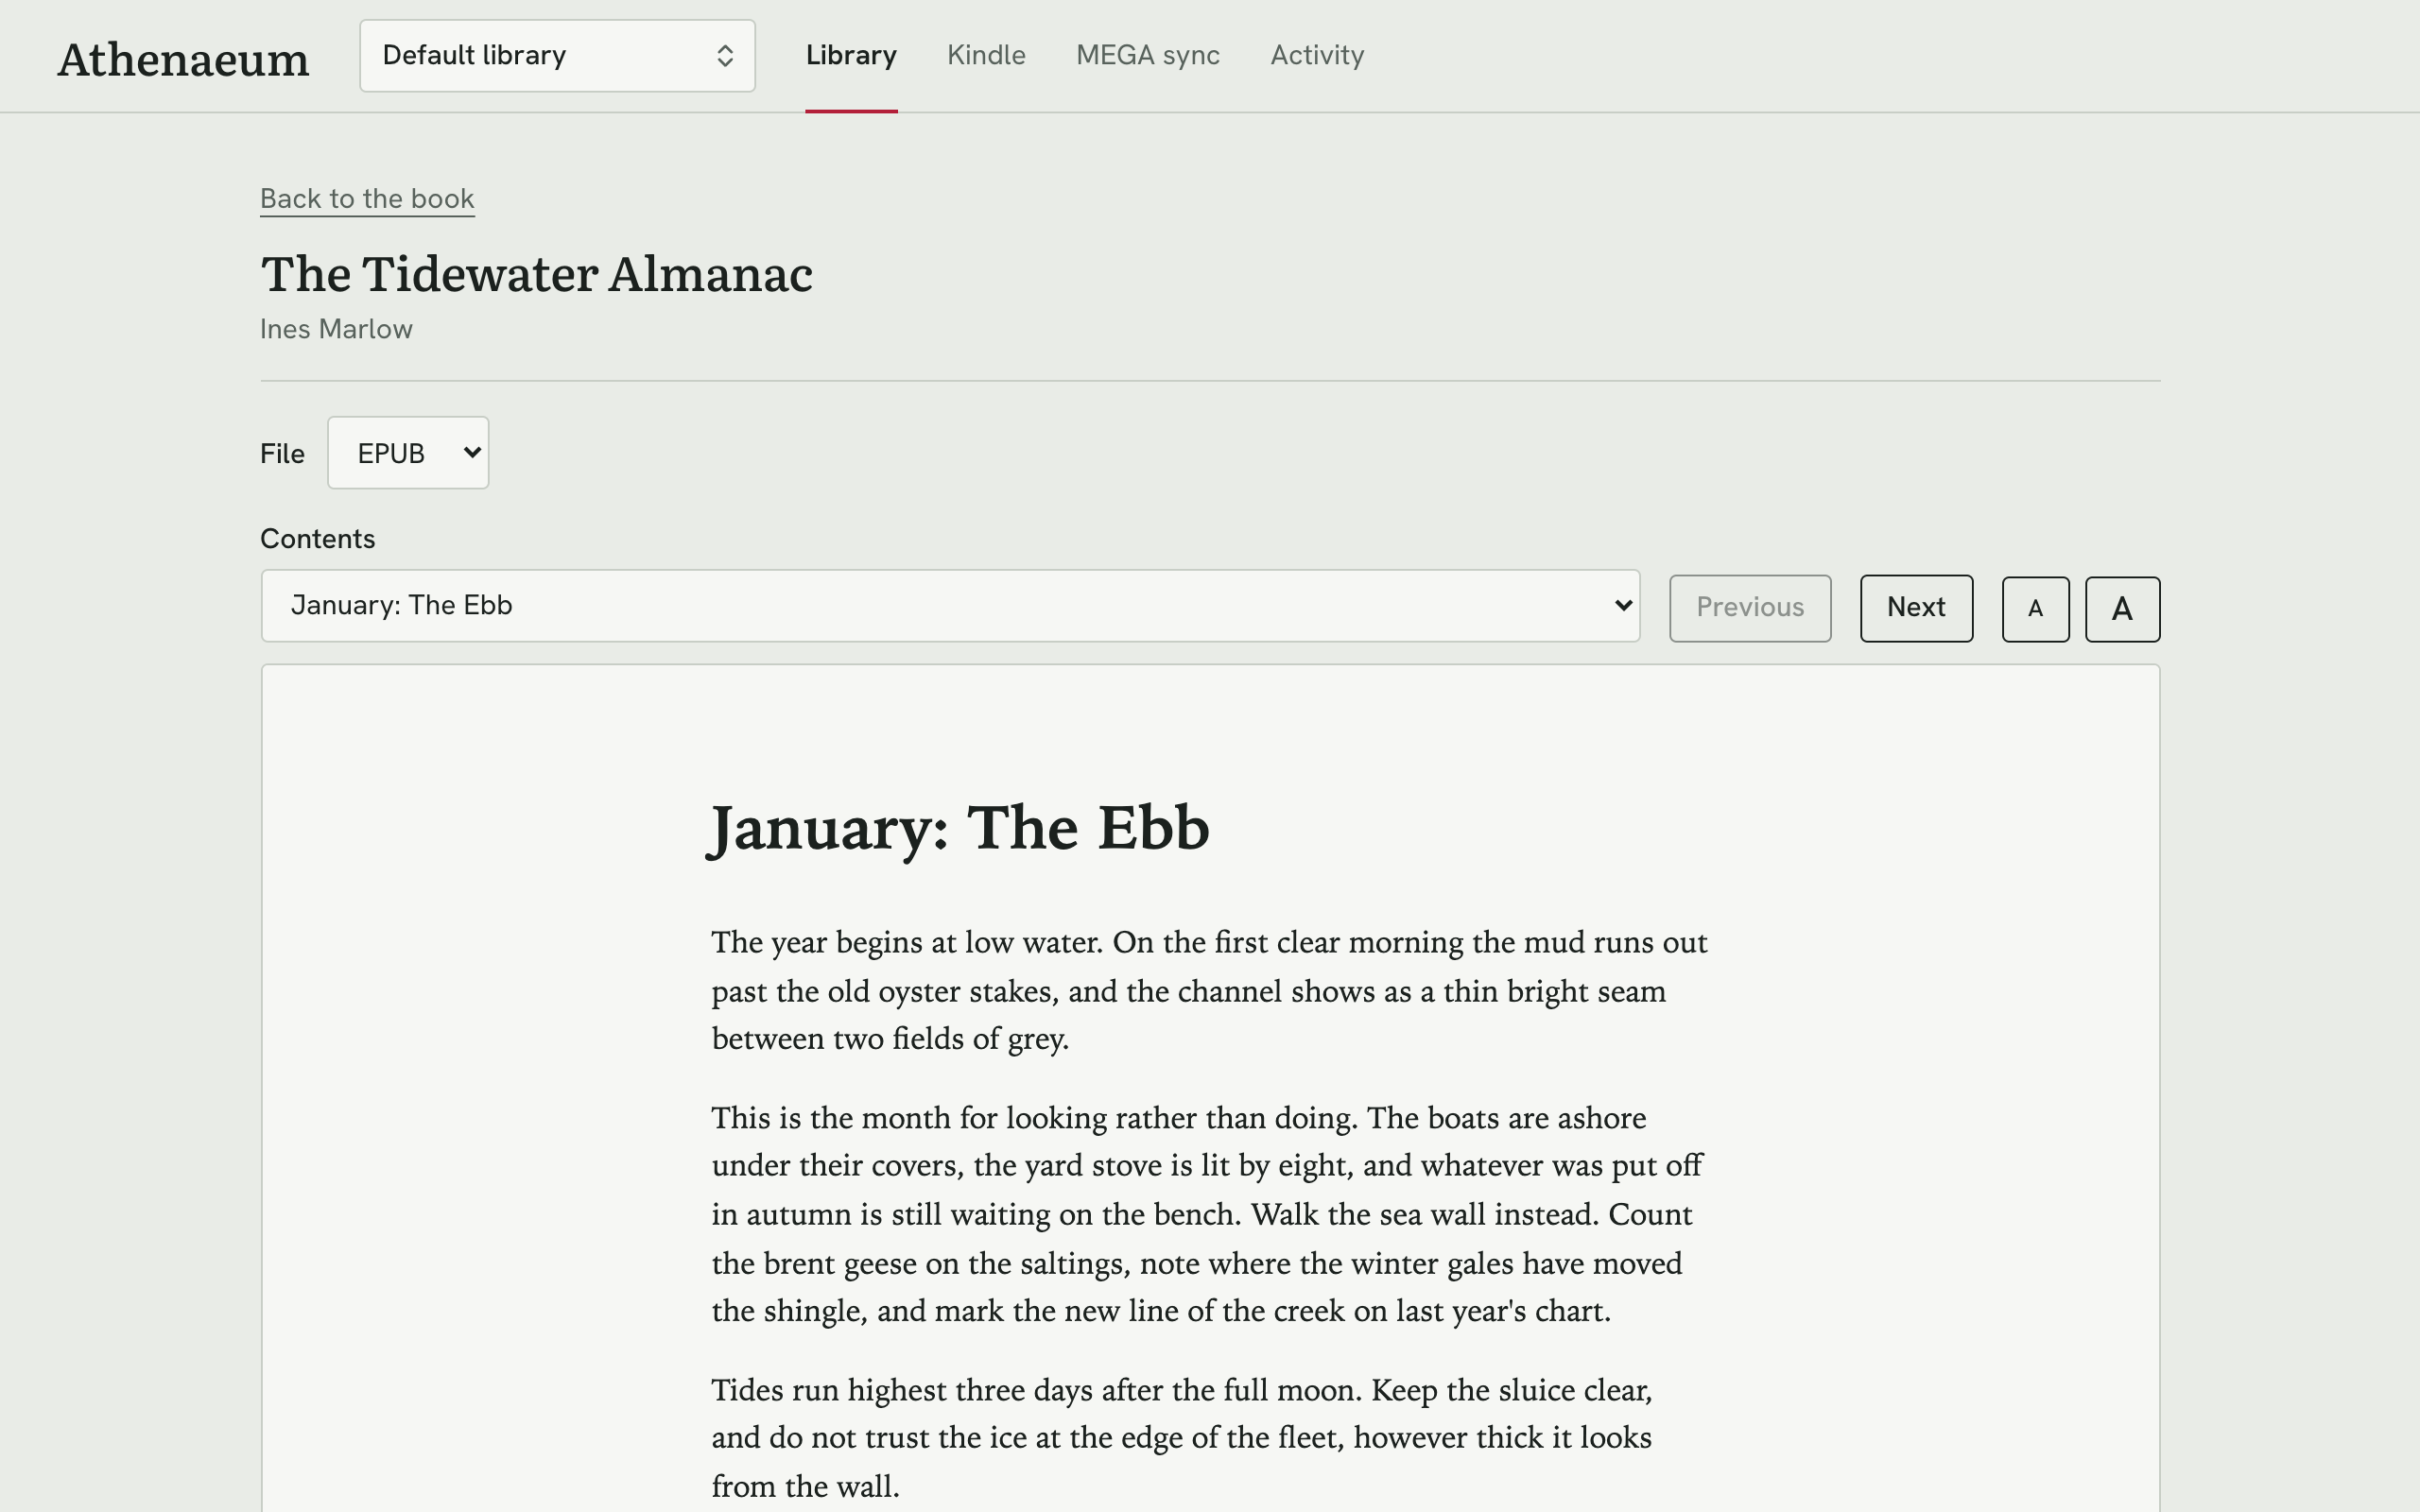 Athenaeum
Default library
Library
Kindle
MEGA sync
Activity
Back to the book
The Tidewater Almanac
Ines Marlow
File
EPUB
Contents
January: The Ebb
Previous
Next
A
A
January: The Ebb
The year begins at low water. On the first clear morning the mud runs out
past the old oyster stakes, and the channel shows as a thin bright seam
between two fields of grey.
This is the month for looking rather than doing. The boats are ashore
under their covers, the yard stove is lit by eight, and whatever was put off
in autumn is still waiting on the bench. Walk the sea wall instead. Count
the brent geese on the saltings, note where the winter gales have moved
the shingle, and mark the new line of the creek on last year's chart.
Tides run highest three days after the full moon. Keep the sluice clear,
and do not trust the ice at the edge of the fleet, however thick it looks
from the wall.